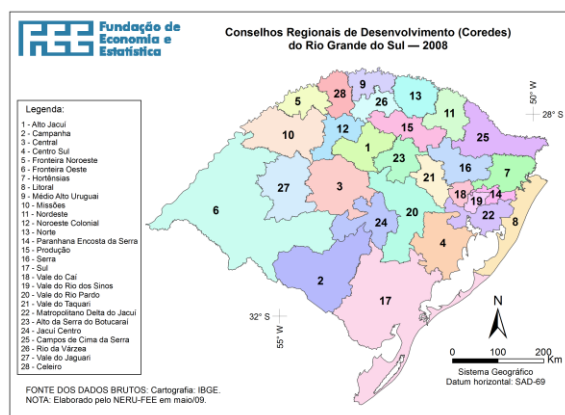 FEE
Fundação de
Economia e
Estatística
Conselhos Regionais de Desenvolvimento (Coredes)
do Rio Grande do Sul — 2008
Legenda:
1 - Alto Jacuí
2 - Campanha
3 - Central
4 - Centro Sul
5 - Fronteira Noroeste
6 - Fronteira Oeste
7 - Hortênsias
8 - Litoral
9 - Médio Alto Uruguai
10 - Missões
11 - Nordeste
12 - Noroeste Colonial
13 - Norte
14 - Paranhana Encosta da Serra
15 - Produção
16 - Serra
17 - Sul
18 - Vale do Caí
19 - Vale do Rio dos Sinos
20 - Vale do Rio Pardo
21 - Vale do Taquari
22 - Matropolitano Delta do Jacuí
23 - Alto da Serra do Botucaraí
24 - Jacuí Centro
25 - Campos de Cima da Serra
26 - Rio da Várzea
27 - Vale do Jaguari
28 - Celeiro
9
28
26
13
5
50° W
28° S
11
10
12
15
25
1
23
16
7
21
27
3
18
14
19
6
20
22
8
24
4
2
17
32° S
55° W
N
0 100 200
Km
Sistema Geográfico
Datum horizontal: SAD-69
FONTE DOS DADOS BRUTOS: Cartografia: IBGE.
NOTA: Elaborado pelo NERU-FEE em maio/09.